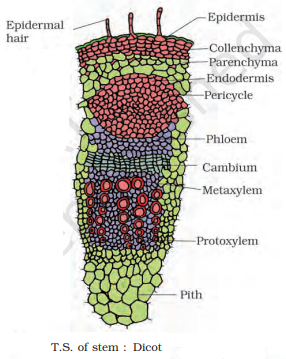 Epidermal
hair
Epidermis
Collenchyma
Parenchyma
Endodermis
Pericycle
Phloem
Cambium
Metaxylem
Protoxylem
Pith
T.S. of stem : Dicot